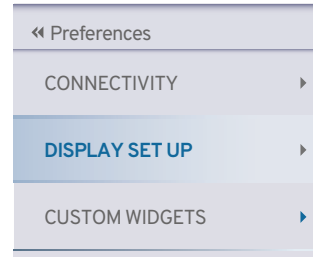 Preferences
CONNECTIVITY
DISPLAY SET UP
CUSTOM WIDGETS